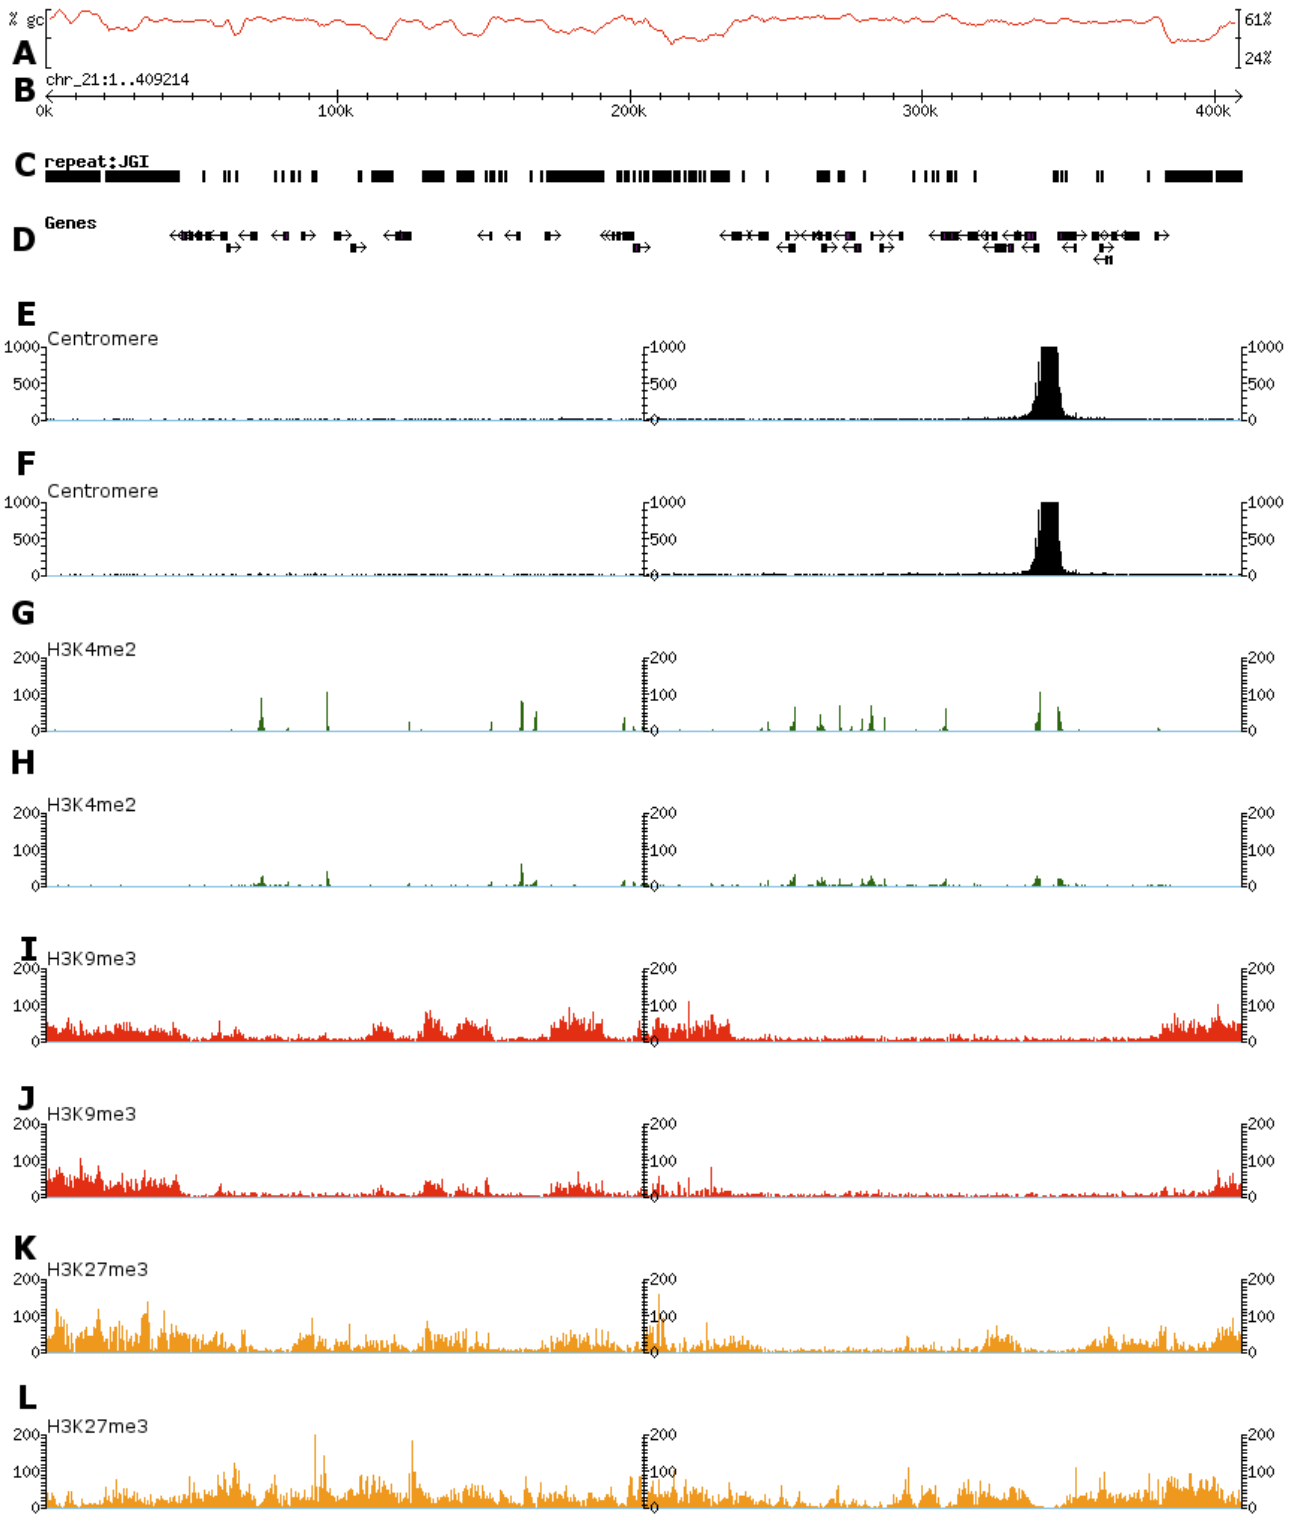 % gc 61%
A 24%
B chr_21:1..409214
0k 100k 200k 300k 400k
C repeat:JGI
D Genes
E Centromere
1000 1000 1000
500 500 500
0 0 0
F Centromere
1000 1000 1000
500 500 500
0 0 0
G H3K4me2
200 200 200
100 100 100
0 0 0
H H3K4me2
200 200 200
100 100 100
0 0 0
I H3K9me3
200 200 200
100 100 100
0 0 0
J H3K9me3
200 200 200
100 100 100
0 0 0
K H3K27me3
200 200 200
100 100 100
0 0 0
L H3K27me3
200 200 200
100 100 100
0 0 0